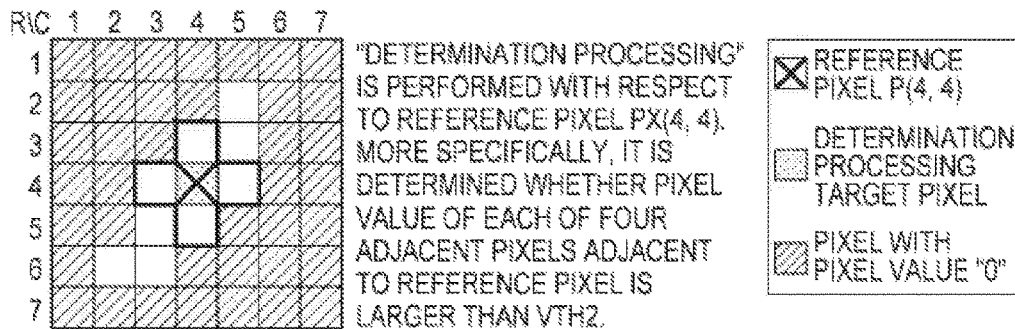 R\C 1 2 3 4 5 6 7
1
2
3
4
5
6
7
"DETERMINATION PROCESSING"
IS PERFORMED WITH RESPECT
TO REFERENCE PIXEL PX(4, 4).
MORE SPECIFICALLY, IT IS
DETERMINED WHETHER PIXEL
VALUE OF EACH OF FOUR
ADJACENT PIXELS ADJACENT
TO REFERENCE PIXEL IS
LARGER THAN VTH2.
REFERENCE
PIXEL P(4, 4)
DETERMINATION
PROCESSING
TARGET PIXEL
PIXEL WITH
PIXEL VALUE "0"